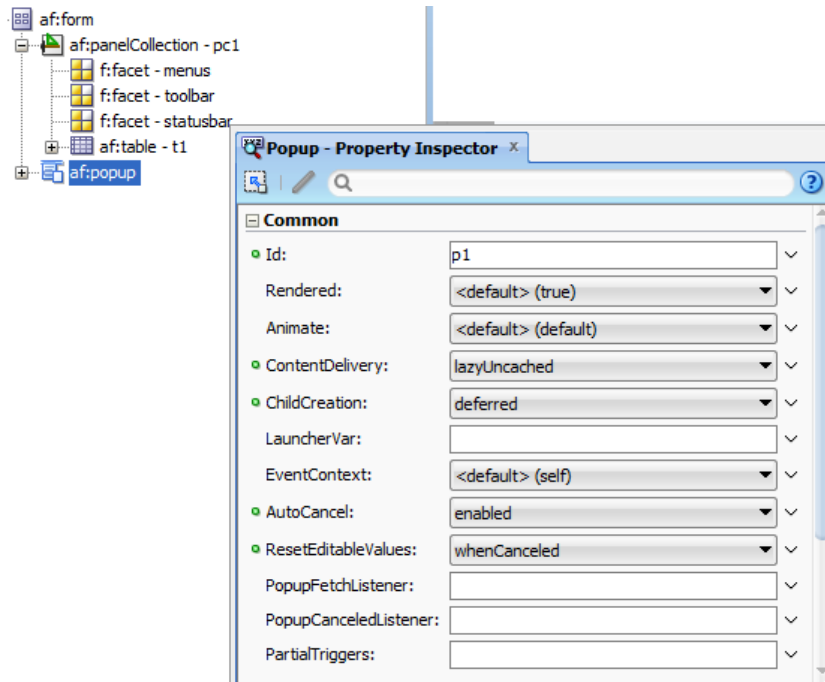 af:form
af:panelCollection - pc1
f:facet - menus
f:facet - toolbar
f:facet - statusbar
af:table - t1
af:popup
XYZ Popup - Property Inspector x
?
Common
Id: p1
Rendered: <default> (true)
Animate: <default> (default)
ContentDelivery: lazyUncached
ChildCreation: deferred
LauncherVar:
EventContext: <default> (self)
AutoCancel: enabled
ResetEditableValues: whenCanceled
PopupFetchListener:
PopupCanceledListener:
PartialTriggers: